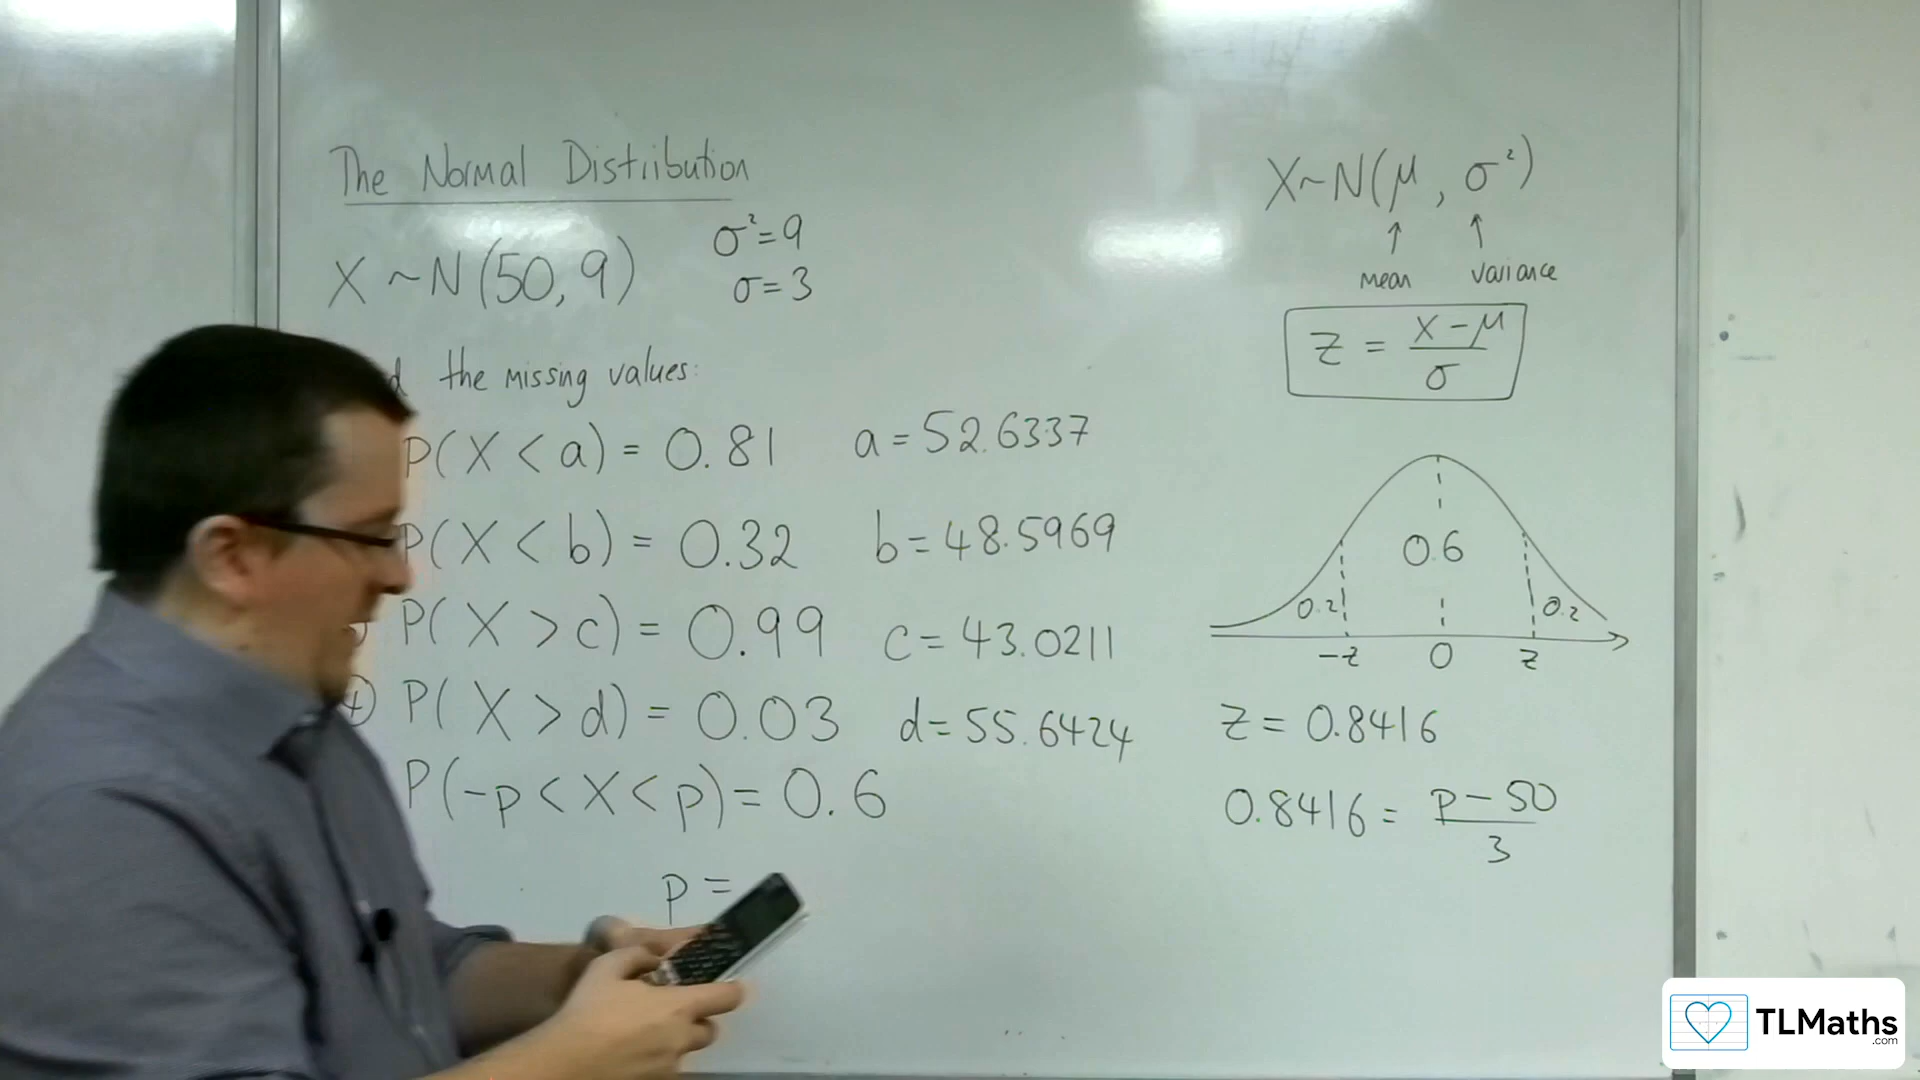 The Normal Distribution
X ~ N(50, 9)
σ² = 9
σ = 3
the missing values:
P(X < a) = 0.81 a = 52.6337
P(X < b) = 0.32 b = 48.5969
P(X > c) = 0.99 c = 43.0211
P(X > d) = 0.03 d = 55.6424
P(-p < X < p) = 0.6
p =
X ~ N(μ, σ²)
↑ ↑
mean variance
Z = (X - μ) / σ
0.6
0.2 0.2
-z 0 z
Z = 0.8416
0.8416 = (p - 50) / 3
TLMaths
.com